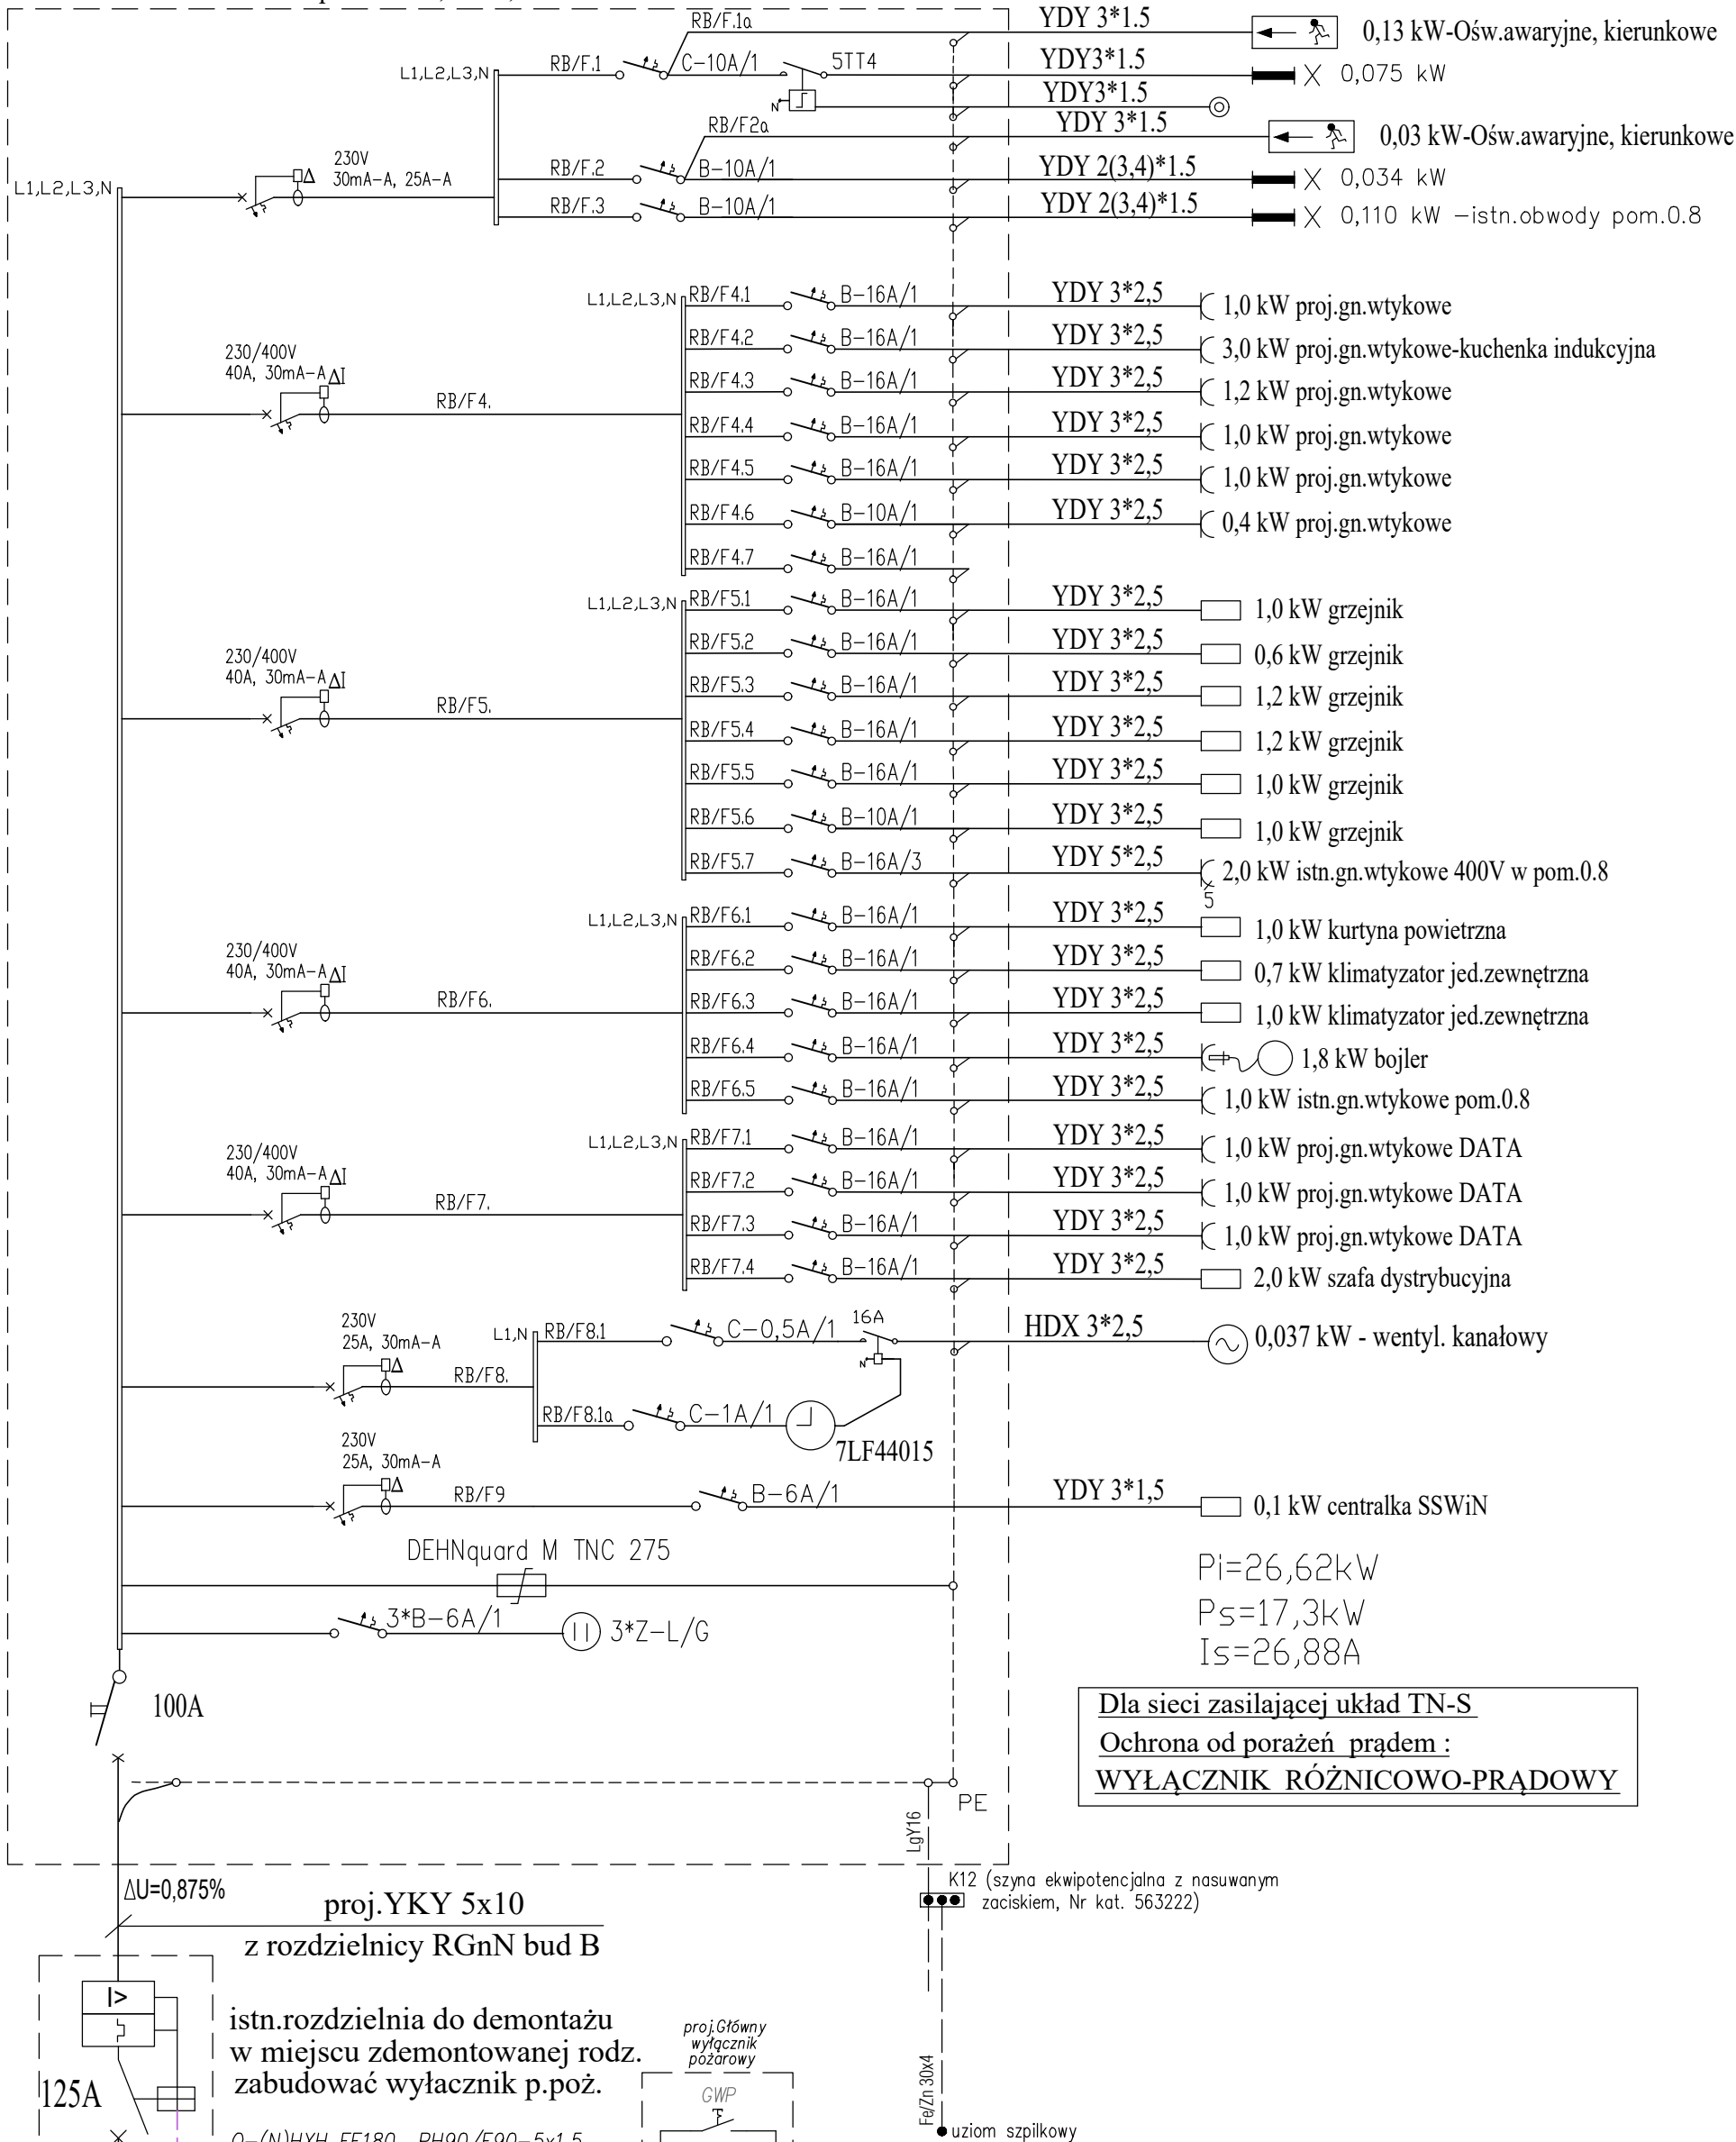 RB/F.1a YDY 3*1.5 0,13 kW-Ośw.awaryjne, kierunkowe
L1,L2,L3,N RB/F.1 C-10A/1 5TT4 YDY3*1.5 X 0,075 kW
N YDY3*1.5
RB/F2a YDY 3*1.5 0,03 kW-Ośw.awaryjne, kierunkowe
230V
30mA-A, 25A-A
Δ
L1,L2,L3,N
RB/F.2 B-10A/1 YDY 2(3,4)*1.5 X 0,034 kW
RB/F.3 B-10A/1 YDY 2(3,4)*1.5 X 0,110 kW -istn.obwody pom.0.8
L1,L2,L3,N RB/F4.1 B-16A/1 YDY 3*2,5 1,0 kW proj.gn.wtykowe
RB/F4.2 B-16A/1 YDY 3*2,5 3,0 kW proj.gn.wtykowe-kuchenka indukcyjna
230/400V
40A, 30mA-A ΔI
RB/F4.3 B-16A/1 YDY 3*2,5 1,2 kW proj.gn.wtykowe
RB/F4.
RB/F4.4 B-16A/1 YDY 3*2,5 1,0 kW proj.gn.wtykowe
RB/F4.5 B-16A/1 YDY 3*2,5 1,0 kW proj.gn.wtykowe
RB/F4.6 B-10A/1 YDY 3*2,5 0,4 kW proj.gn.wtykowe
RB/F4.7 B-16A/1
L1,L2,L3,N RB/F5.1 B-16A/1 YDY 3*2,5 1,0 kW grzejnik
RB/F5.2 B-16A/1 YDY 3*2,5 0,6 kW grzejnik
230/400V
40A, 30mA-A ΔI
RB/F5.3 B-16A/1 YDY 3*2,5 1,2 kW grzejnik
RB/F5.
RB/F5.4 B-16A/1 YDY 3*2,5 1,2 kW grzejnik
RB/F5.5 B-16A/1 YDY 3*2,5 1,0 kW grzejnik
RB/F5.6 B-10A/1 YDY 3*2,5 1,0 kW grzejnik
RB/F5.7 B-16A/3 YDY 5*2,5 2,0 kW istn.gn.wtykowe 400V w pom.0.8
5
L1,L2,L3,N RB/F6.1 B-16A/1 YDY 3*2,5 1,0 kW kurtyna powietrzna
230/400V
40A, 30mA-A ΔI
RB/F6.2 B-16A/1 YDY 3*2,5 0,7 kW klimatyzator jed.zewnętrzna
RB/F6.
RB/F6.3 B-16A/1 YDY 3*2,5 1,0 kW klimatyzator jed.zewnętrzna
RB/F6.4 B-16A/1 YDY 3*2,5 1,8 kW bojler
RB/F6.5 B-16A/1 YDY 3*2,5 1,0 kW istn.gn.wtykowe pom.0.8
L1,L2,L3,N RB/F7.1 B-16A/1 YDY 3*2,5 1,0 kW proj.gn.wtykowe DATA
230/400V
40A, 30mA-A ΔI
RB/F7.2 B-16A/1 YDY 3*2,5 1,0 kW proj.gn.wtykowe DATA
RB/F7.
RB/F7.3 B-16A/1 YDY 3*2,5 1,0 kW proj.gn.wtykowe DATA
RB/F7.4 B-16A/1 YDY 3*2,5 2,0 kW szafa dystrybucyjna
230V
25A, 30mA-A
Δ
L1,N RB/F8.1 C-0,5A/1 16A HDX 3*2,5 0,037 kW - wentyl. kanałowy
N
RB/F8.
RB/F8.1a C-1A/1
7LF44015
230V
25A, 30mA-A
Δ
RB/F9 B-6A/1 YDY 3*1,5 0,1 kW centralka SSWiN
DEHNquard M TNC 275
3*B-6A/1 3*Z-L/G
Pi=26,62kW
Ps=17,3kW
Is=26,88A
100A
Dla sieci zasilającej układ TN-S
Ochrona od porażeń prądem :
WYŁĄCZNIK RÓŻNICOWO-PRĄDOWY
PE
LgY16
K12 (szyna ekwipotencjalna z nasuwanym
zaciskiem, Nr kat. 563222)
ΔU=0,875%
proj.YKY 5x10
z rozdzielnicy RGnN bud B
I>
istn.rozdzielnia do demontażu
w miejscu zdemontowanej rodz.
zabudować wyłacznik p.poż.
125A
proj.Główny
wyłącznik
pożarowy
GWP
Fe/Zn 30x4
uziom szpilkowy